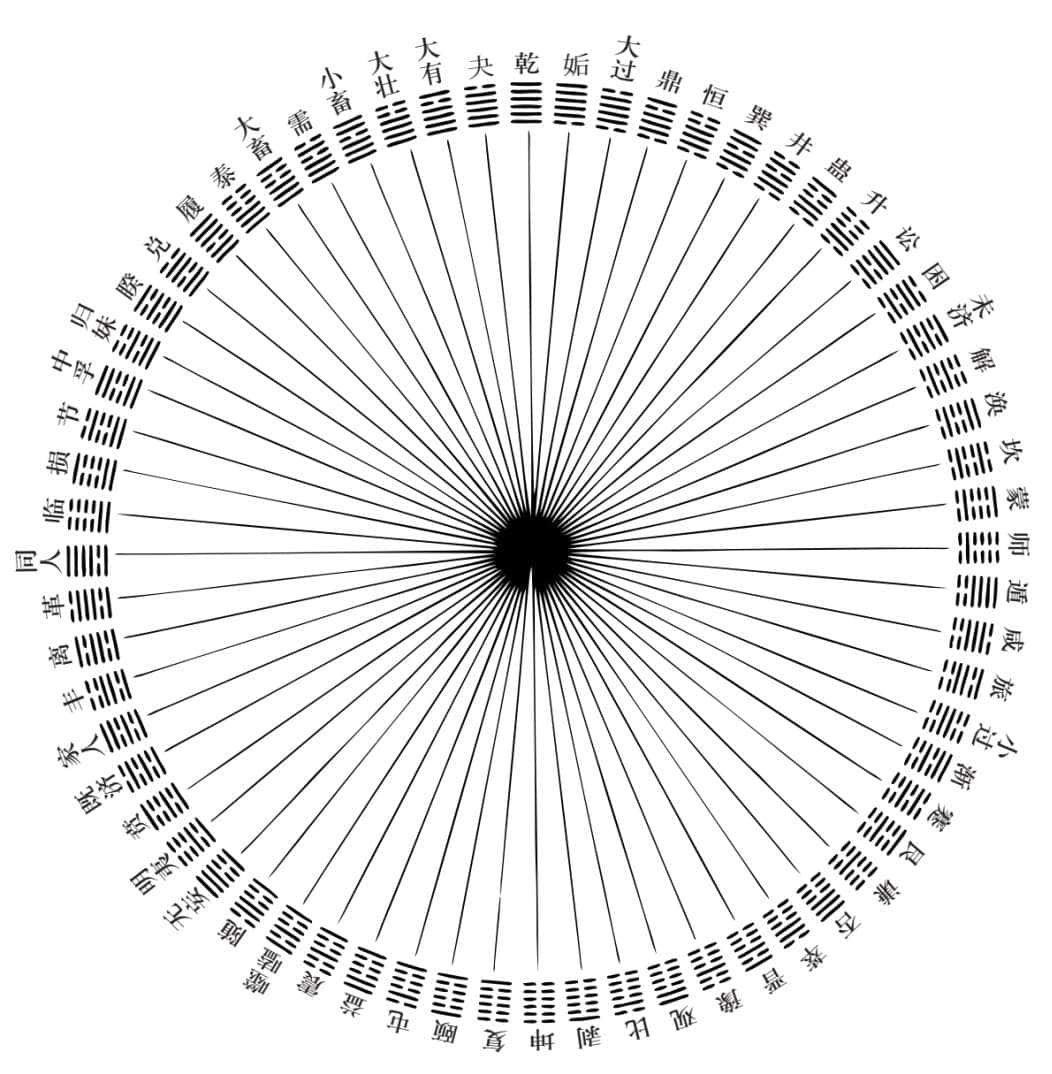 乾
姤
大过
鼎
恒
巽
井
蛊
升
讼
困
未济
解
涣
坎
蒙
师
遁
咸
旅
小过
渐
蹇
艮
谦
否
萃
晋
豫
观
比
剥
坤
复
颐
屯
益
震
噬嗑
随
无妄
明夷
贲
既济
家人
丰
离
革
同人
临
损
节
中孚
归妹
睽
兑
履
泰
大畜
需
小畜
大壮
大有
夬